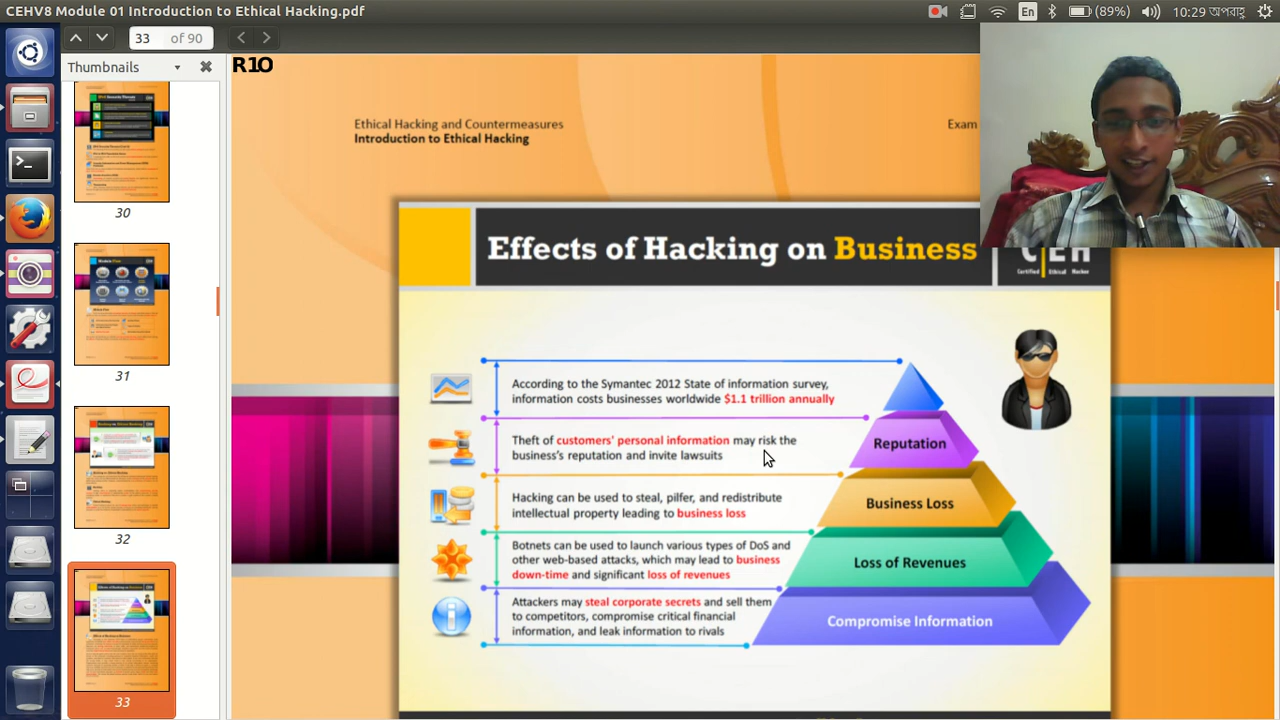 CEHV8 Module 01 Introduction to Ethical Hacking.pdf
En
(89%)
10:29 অপরাহ্ণ
33 of 90
Thumbnails
30
31
32
33
R10
Ethical Hacking and Countermeasures
Exam
Introduction to Ethical Hacking
Effects of Hacking on Business
Certified Ethical Hacker
According to the Symantec 2012 State of information survey,
information costs businesses worldwide $1.1 trillion annually
Theft of customers' personal information may risk the
business's reputation and invite lawsuits
Reputation
Hacking can be used to steal, pilfer, and redistribute
intellectual property leading to business loss
Business Loss
Botnets can be used to launch various types of DoS and
other web-based attacks, which may lead to business
down-time and significant loss of revenues
Loss of Revenues
Attackers may steal corporate secrets and sell them
to competitors, compromise critical financial
information, and leak information to rivals
Compromise Information